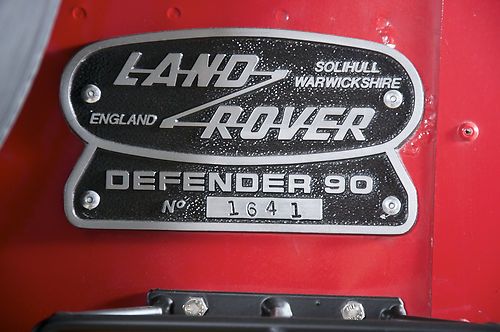 LAND ROVER
SOLIHULL
WARWICKSHIRE
ENGLAND
DEFENDER 90
Nº 1641